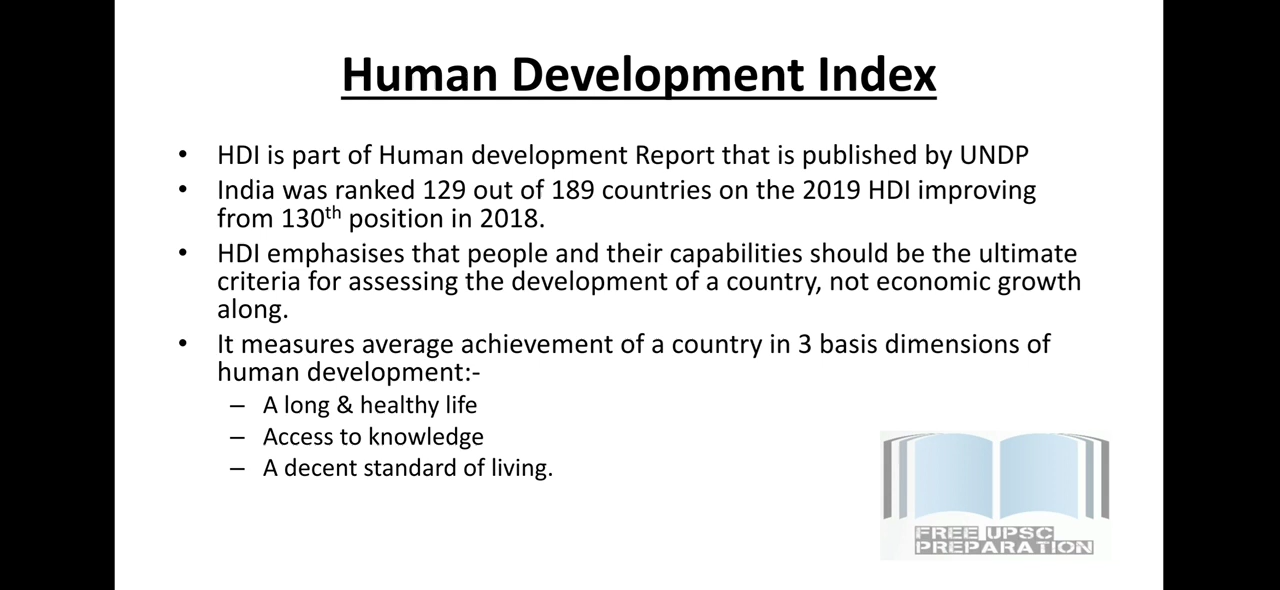 Human Development Index
• HDI is part of Human development Report that is published by UNDP
• India was ranked 129 out of 189 countries on the 2019 HDI improving
from 130th position in 2018.
• HDI emphasises that people and their capabilities should be the ultimate
criteria for assessing the development of a country, not economic growth
along.
• It measures average achievement of a country in 3 basis dimensions of
human development:-
– A long & healthy life
– Access to knowledge
– A decent standard of living.
FREE UPSC
PREPARATION